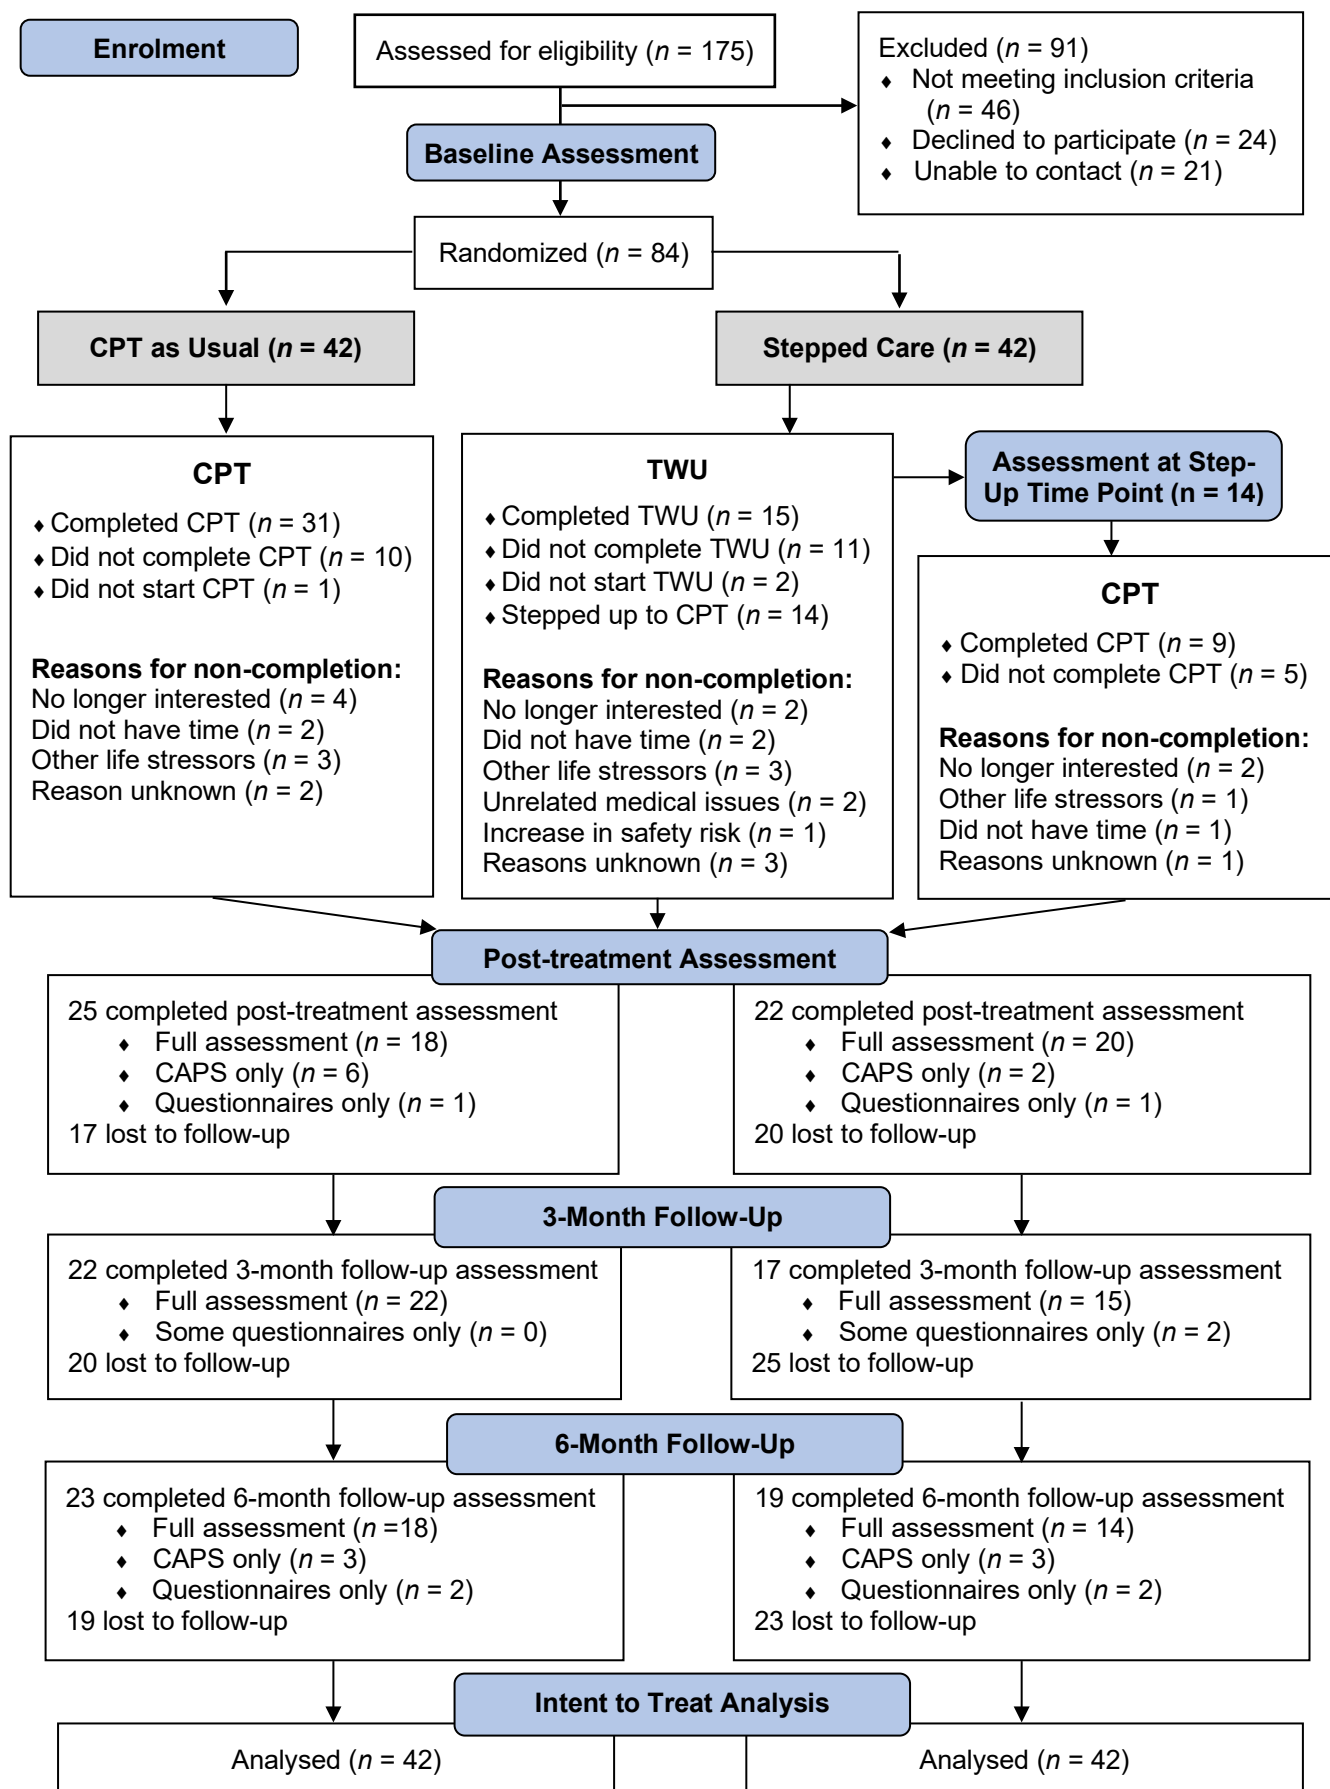 Enrolment
Assessed for eligibility (n = 175)
Excluded (n = 91)
♦ Not meeting inclusion criteria
(n = 46)
♦ Declined to participate (n = 24)
♦ Unable to contact (n = 21)
Baseline Assessment
Randomized (n = 84)
CPT as Usual (n = 42)
Stepped Care (n = 42)
CPT
♦ Completed CPT (n = 31)
♦ Did not complete CPT (n = 10)
♦ Did not start CPT (n = 1)
Reasons for non-completion:
No longer interested (n = 4)
Did not have time (n = 2)
Other life stressors (n = 3)
Reason unknown (n = 2)
TWU
♦ Completed TWU (n = 15)
♦ Did not complete TWU (n = 11)
♦ Did not start TWU (n = 2)
♦ Stepped up to CPT (n = 14)
Reasons for non-completion:
No longer interested (n = 2)
Did not have time (n = 2)
Other life stressors (n = 3)
Unrelated medical issues (n = 2)
Increase in safety risk (n = 1)
Reasons unknown (n = 3)
Assessment at Step-
Up Time Point (n = 14)
CPT
♦ Completed CPT (n = 9)
♦ Did not complete CPT (n = 5)
Reasons for non-completion:
No longer interested (n = 2)
Other life stressors (n = 1)
Did not have time (n = 1)
Reasons unknown (n = 1)
Post-treatment Assessment
25 completed post-treatment assessment
♦ Full assessment (n = 18)
♦ CAPS only (n = 6)
♦ Questionnaires only (n = 1)
17 lost to follow-up
22 completed post-treatment assessment
♦ Full assessment (n = 20)
♦ CAPS only (n = 2)
♦ Questionnaires only (n = 1)
20 lost to follow-up
3-Month Follow-Up
22 completed 3-month follow-up assessment
♦ Full assessment (n = 22)
♦ Some questionnaires only (n = 0)
20 lost to follow-up
17 completed 3-month follow-up assessment
♦ Full assessment (n = 15)
♦ Some questionnaires only (n = 2)
25 lost to follow-up
6-Month Follow-Up
23 completed 6-month follow-up assessment
♦ Full assessment (n =18)
♦ CAPS only (n = 3)
♦ Questionnaires only (n = 2)
19 lost to follow-up
19 completed 6-month follow-up assessment
♦ Full assessment (n = 14)
♦ CAPS only (n = 3)
♦ Questionnaires only (n = 2)
23 lost to follow-up
Intent to Treat Analysis
Analysed (n = 42)
Analysed (n = 42)